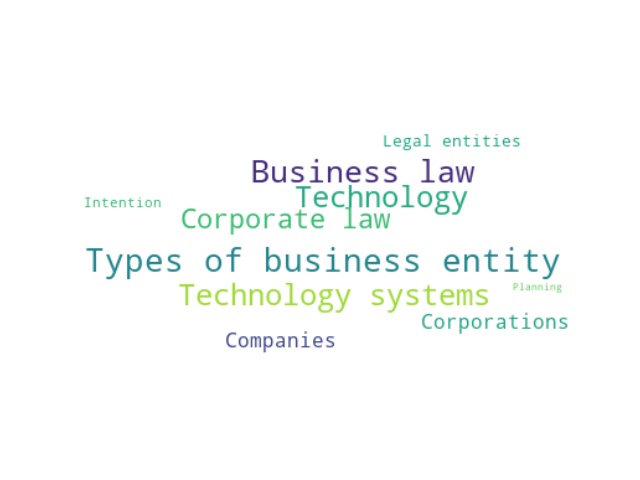 Legal entities
Business law
Technology
Intention
Corporate law
Types of business entity
Planning
Technology systems
Corporations
Companies